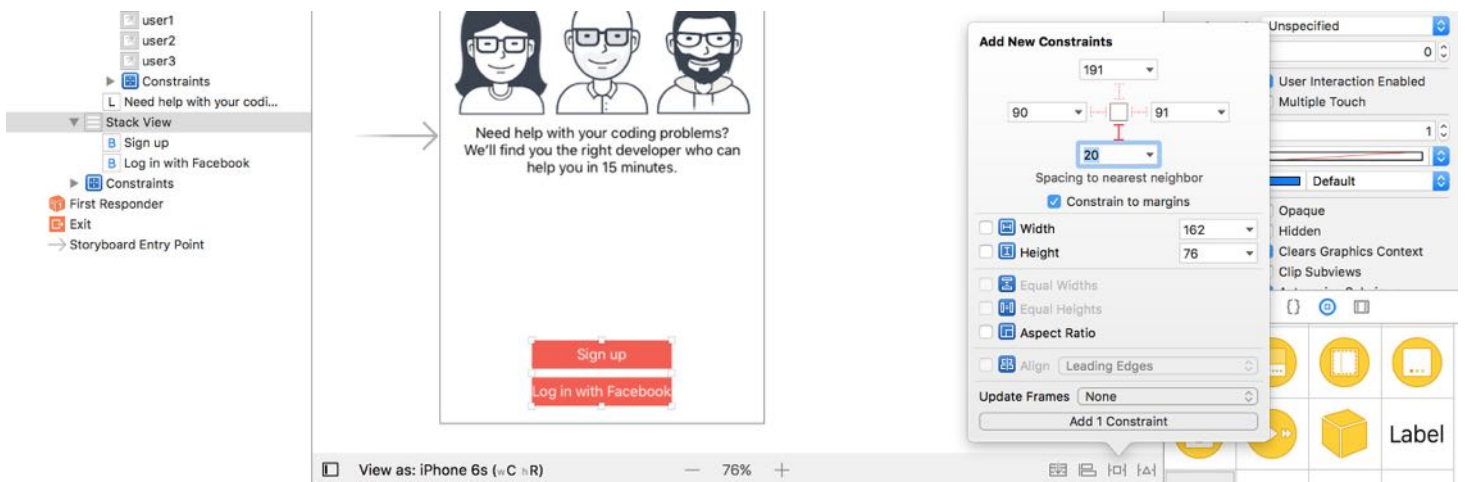 user1
user2
user3
Constraints
L Need help with your codi...
Stack View
B Sign up
B Log in with Facebook
Constraints
First Responder
Exit
Storyboard Entry Point
Need help with your coding problems?
We'll find you the right developer who can
help you in 15 minutes.
Sign up
Log in with Facebook
View as: iPhone 6s (wC hR)
76%
Add New Constraints
191
90
91
20
Spacing to nearest neighbor
Constrain to margins
Width
162
Height
76
Equal Widths
Equal Heights
Aspect Ratio
Align
Leading Edges
Update Frames
None
Add 1 Constraint
Unspecified
0
User Interaction Enabled
Multiple Touch
1
Default
Opaque
Hidden
Clears Graphics Context
Clip Subviews
{}
Label